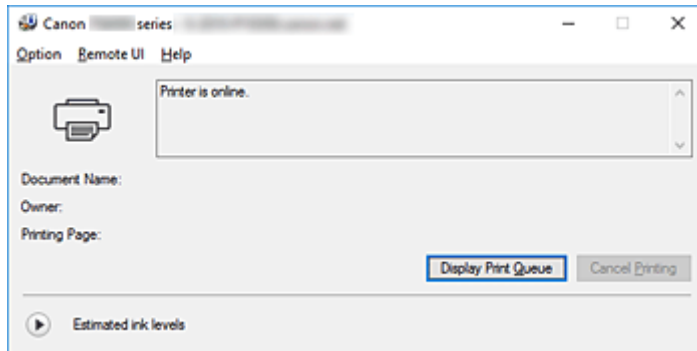 Canon series
Option Remote UI Help
Printer is online.
Document Name:
Owner:
Printing Page:
Display Print Queue Cancel Printing
Estimated ink levels